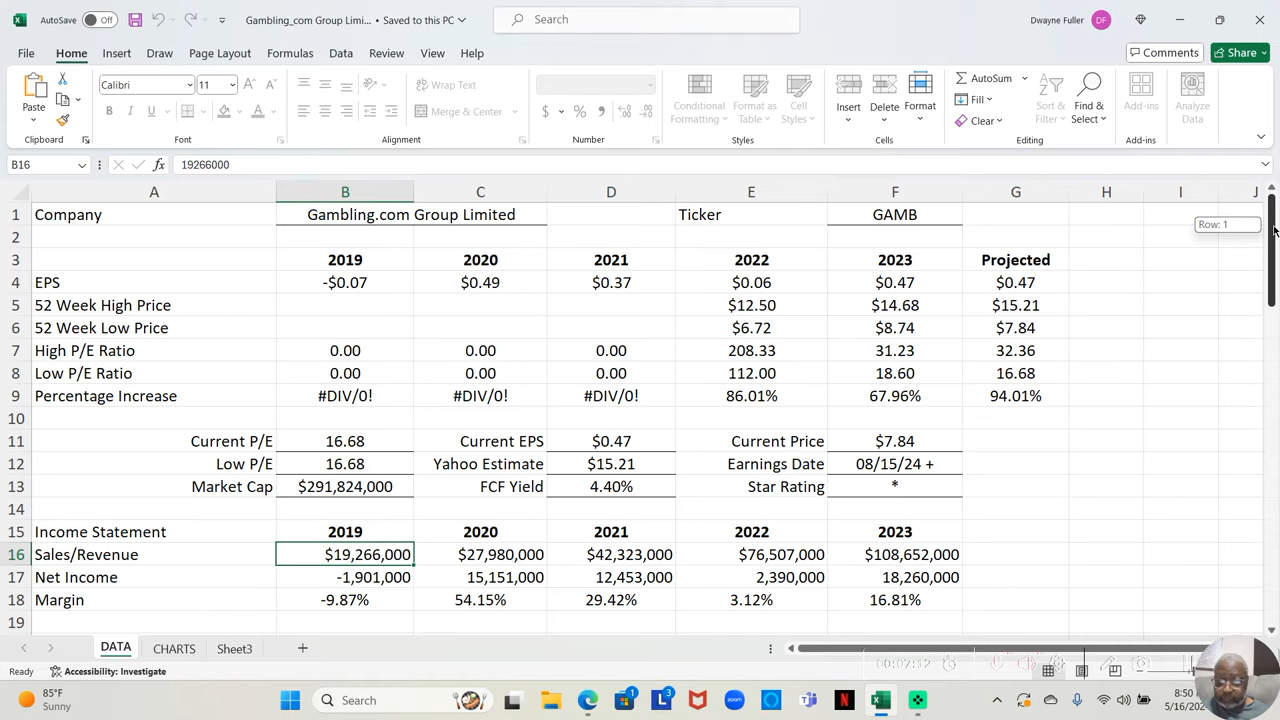 AutoSave Off Gambling_com Group Limi... • Saved to this PC Search Dwayne Fuller DF
File Home Insert Draw Page Layout Formulas Data Review View Help Comments Share
Paste Calibri 11 Wrap Text Conditional Formatting Format as Table Cell Styles Insert Delete Format AutoSum Sort & Filter Find & Select Add-ins Analyze Data
B I U Merge & Center $ % , Fill
Clear
Clipboard Font Alignment Number Styles Cells Editing Add-ins
B16 fx 19266000
A B C D E F G H I J
1 Company Gambling.com Group Limited Ticker GAMB
Row: 1
2
3 2019 2020 2021 2022 2023 Projected
4 EPS -$0.07 $0.49 $0.37 $0.06 $0.47 $0.47
5 52 Week High Price $12.50 $14.68 $15.21
6 52 Week Low Price $6.72 $8.74 $7.84
7 High P/E Ratio 0.00 0.00 0.00 208.33 31.23 32.36
8 Low P/E Ratio 0.00 0.00 0.00 112.00 18.60 16.68
9 Percentage Increase #DIV/0! #DIV/0! #DIV/0! 86.01% 67.96% 94.01%
10
11 Current P/E 16.68 Current EPS $0.47 Current Price $7.84
12 Low P/E 16.68 Yahoo Estimate $15.21 Earnings Date 08/15/24 +
13 Market Cap $291,824,000 FCF Yield 4.40% Star Rating *
14
15 Income Statement 2019 2020 2021 2022 2023
16 Sales/Revenue $19,266,000 $27,980,000 $42,323,000 $76,507,000 $108,652,000
17 Net Income -1,901,000 15,151,000 12,453,000 2,390,000 18,260,000
18 Margin -9.87% 54.15% 29.42% 3.12% 16.81%
19
DATA CHARTS Sheet3
Ready Accessibility: Investigate 00:07:12
85°F Search 8:50
Sunny 5/16